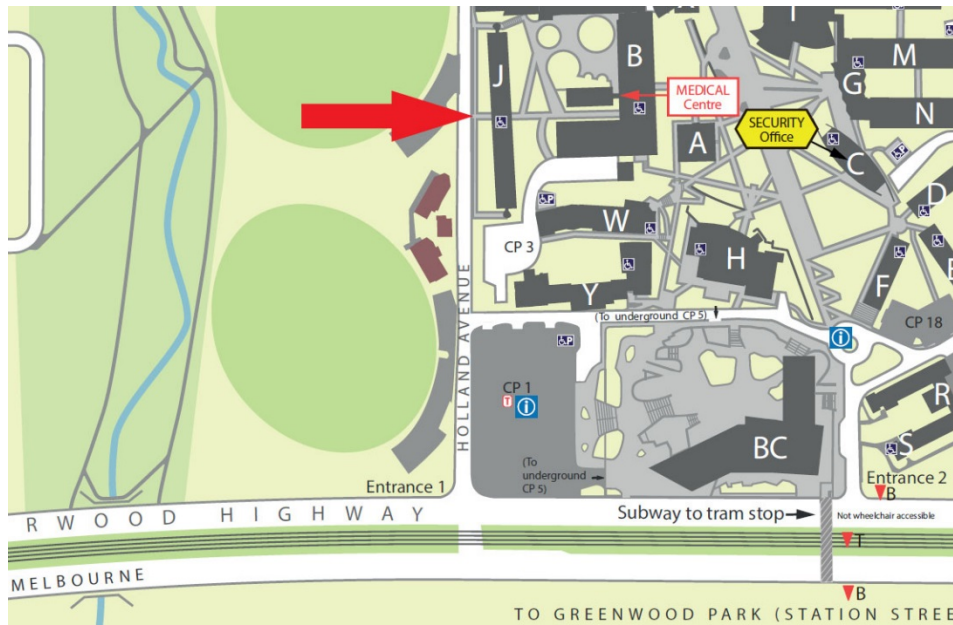 B
M
J
G
MEDICAL
Centre
N
SECURITY
Office
A
C
P
D
P
W
CP 3
H
F
Y
HOLLAND AVENUE
(To underground CP 5)
CP 18
i
P
CP 1
T
i
R
BC
S
(To
underground
CP 5)
Entrance 1
Entrance 2
B
RWOOD HIGHWAY
Subway to tram stop
Not wheelchair accessible
T
MELBOURNE
B
TO GREENWOOD PARK (STATION STREE